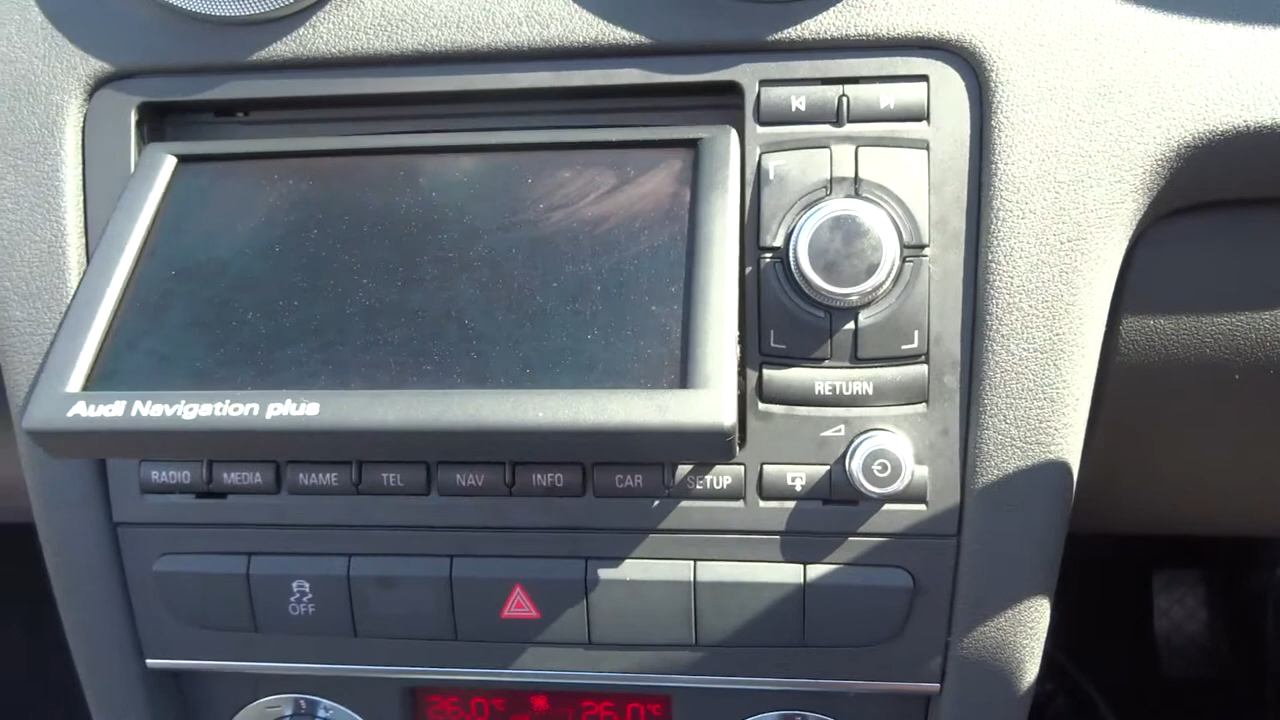 RETURN
Audi Navigation plus
RADIO MEDIA NAME TEL NAV INFO CAR SETUP
OFF
26.0°C 26.0°C